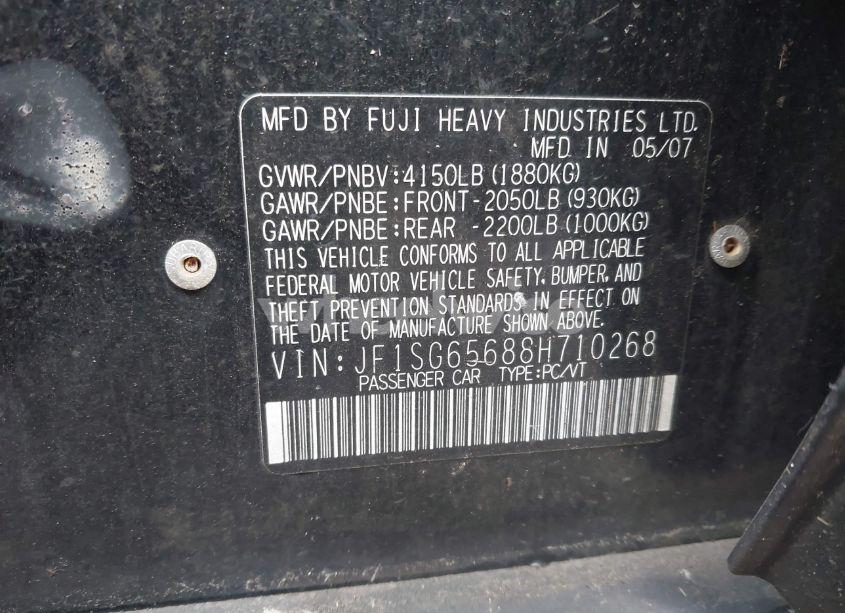 MFD BY FUJI HEAVY INDUSTRIES LTD.
MFD IN 05/07
GVWR/PNBV:4150LB (1880KG)
GAWR/PNBE:FRONT-2050LB (930KG)
GAWR/PNBE:REAR -2200LB (1000KG)
THIS VEHICLE CONFORMS TO ALL APPLICABLE
FEDERAL MOTOR VEHICLE SAFETY, BUMPER, AND
THEFT PREVENTION STANDARDS IN EFFECT ON
THE DATE OF MANUFACTURE SHOWN ABOVE.
VIN:JF1SG65688H710268
PASSENGER CAR TYPE:PC/VT